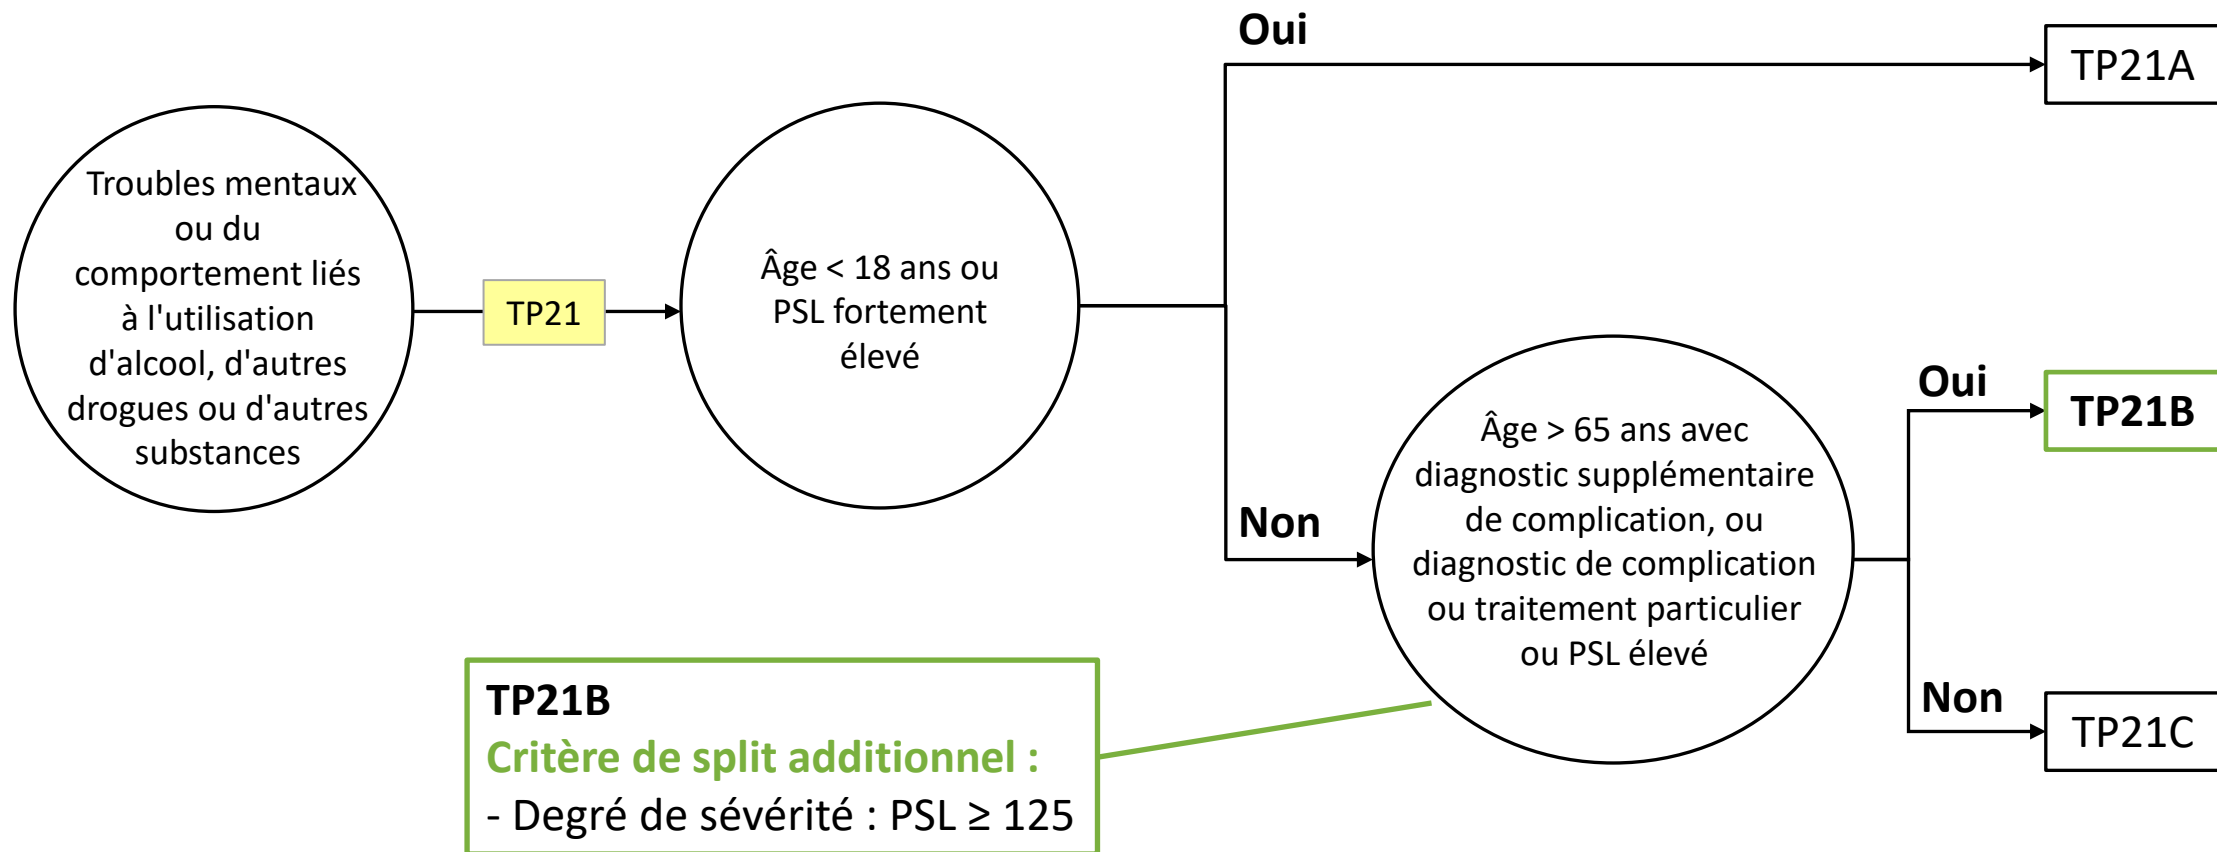 Troubles mentaux
ou du
comportement liés
à l'utilisation
d'alcool, d'autres
drogues ou d'autres
substances
TP21
Âge < 18 ans ou
PSL fortement
élevé
Oui
TP21A
Non
Âge > 65 ans avec
diagnostic supplémentaire
de complication, ou
diagnostic de complication
ou traitement particulier
ou PSL élevé
Oui
TP21B
Non
TP21C
TP21B
Critère de split additionnel :
- Degré de sévérité : PSL ≥ 125